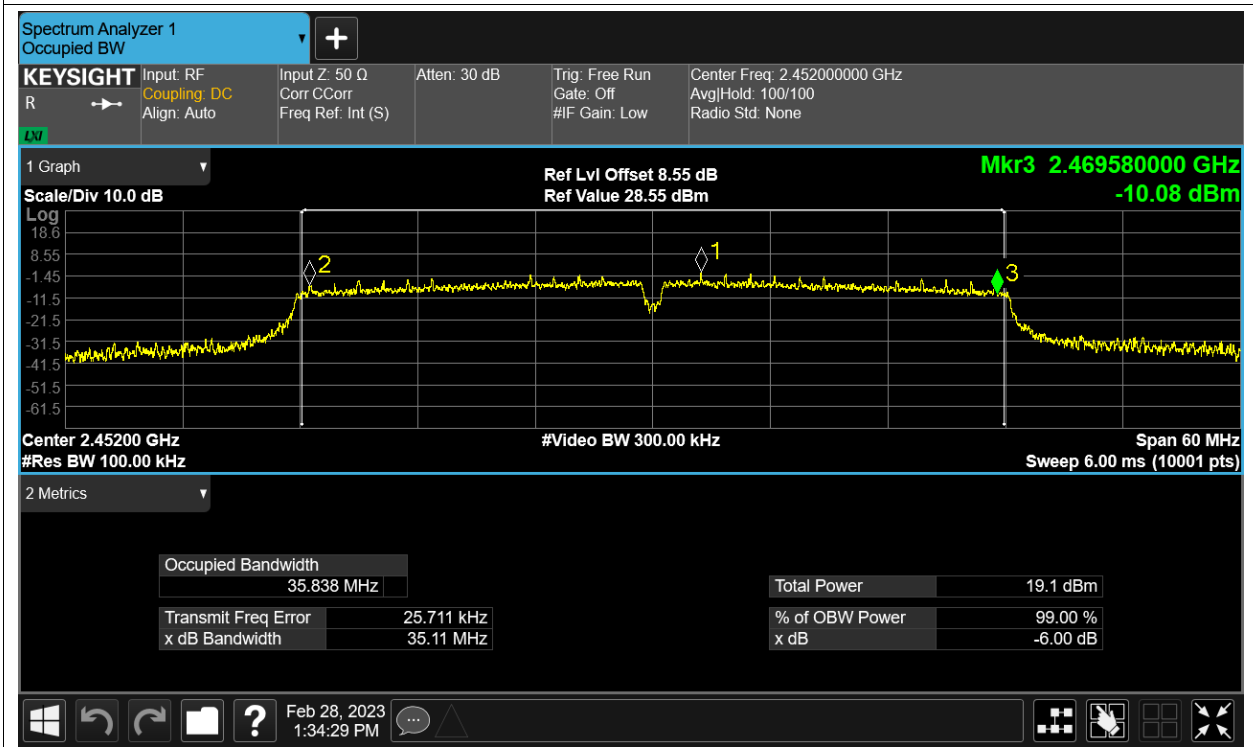 Spectrum Analyzer 1
Occupied BW
KEYSIGHT
R
LXI
Input: RF
Coupling: DC
Align: Auto
Input Z: 50 Ω
Corr CCorr
Freq Ref: Int (S)
Atten: 30 dB
Trig: Free Run
Gate: Off
#IF Gain: Low
Center Freq: 2.452000000 GHz
Avg|Hold: 100/100
Radio Std: None
1 Graph
Scale/Div 10.0 dB
Ref Lvl Offset 8.55 dB
Ref Value 28.55 dBm
Mkr3 2.469580000 GHz
-10.08 dBm
Log
18.6
8.55
-1.45
-11.5
-21.5
-31.5
-41.5
-51.5
-61.5
2
1
3
Center 2.45200 GHz
#Video BW 300.00 kHz
Span 60 MHz
#Res BW 100.00 kHz
Sweep 6.00 ms (10001 pts)
2 Metrics
Occupied Bandwidth
35.838 MHz
Total Power 19.1 dBm
Transmit Freq Error 25.711 kHz
% of OBW Power 99.00 %
x dB Bandwidth 35.11 MHz
x dB -6.00 dB
?
Feb 28, 2023
1:34:29 PM